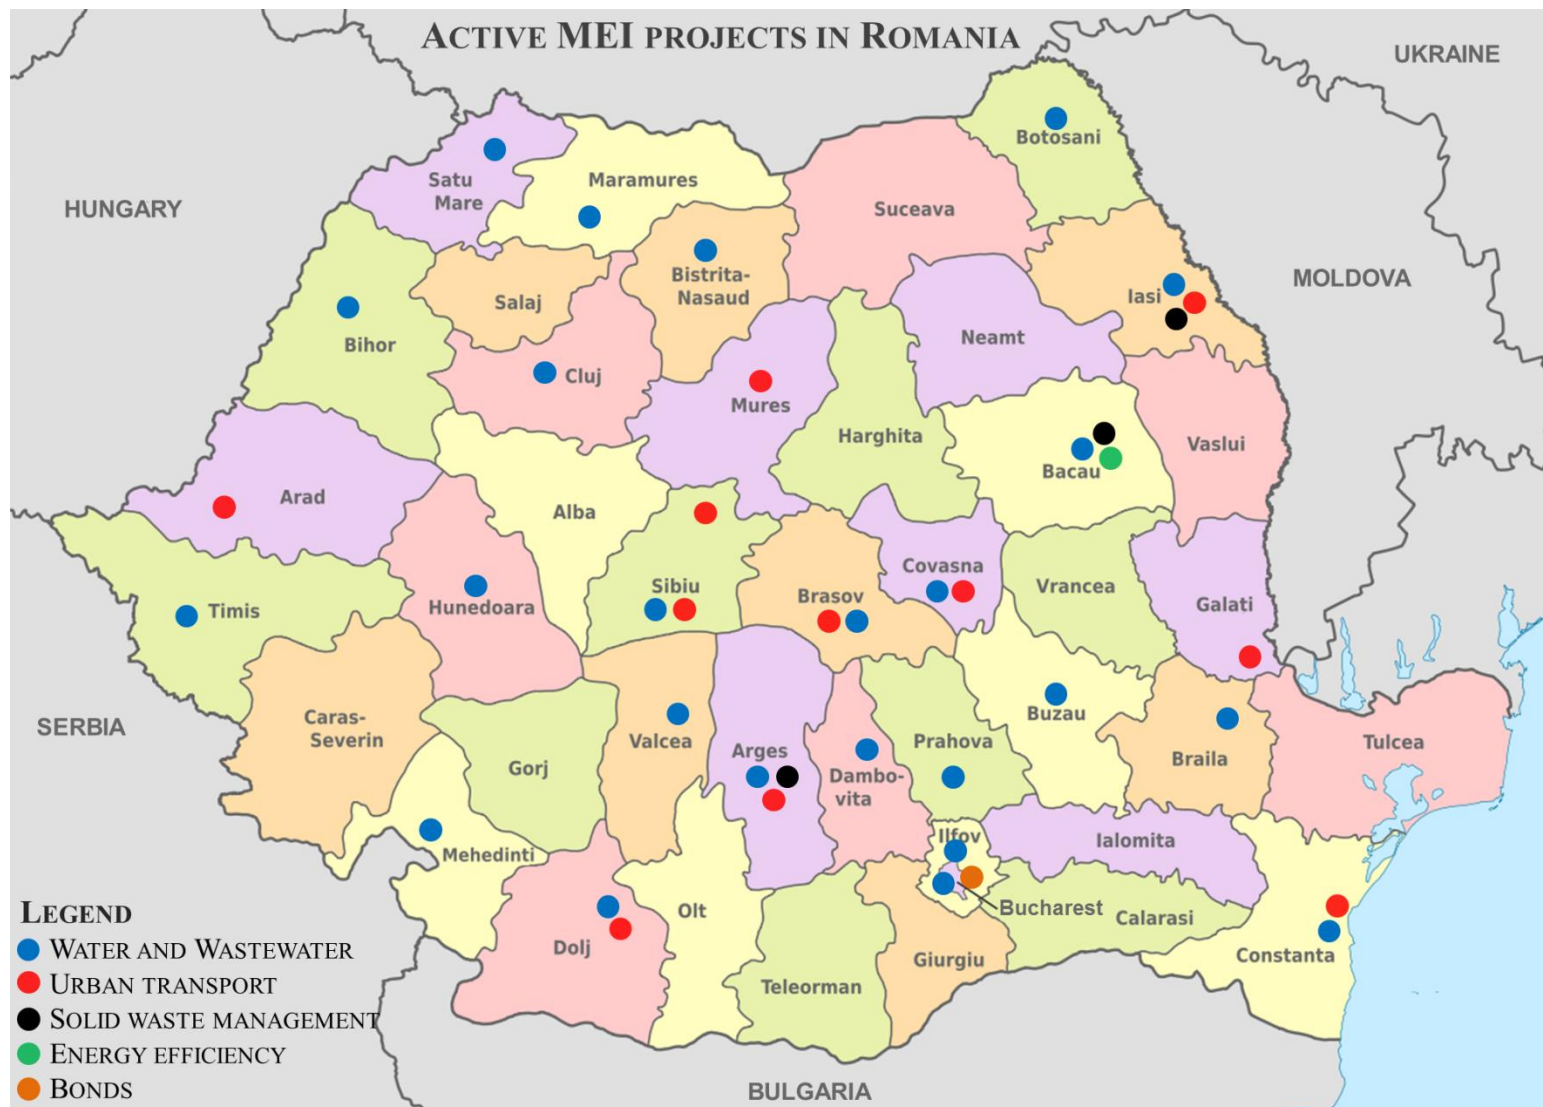 ACTIVE MEI PROJECTS IN ROMANIA
UKRAINE
Botosani
Satu
Mare
Maramures
HUNGARY
Suceava
Bistrita-
Nasaud
MOLDOVA
Salaj
Iasi
Neamt
Bihor
Cluj
Mures
Harghita
Vaslui
Bacau
Arad
Alba
Covasna
Sibiu
Vrancea
Brasov
Hunedoara
Timis
Galati
Caras-
Severin
SERBIA
Buzau
Valcea
Prahova
Tulcea
Arges
Braila
Gorj
Dambo-
vita
Ilfov
Ialomita
Mehedinti
Bucharest
Olt
Calarasi
Dolj
Constanta
Giurgiu
Teleorman
LEGEND
WATER AND WASTEWATER
URBAN TRANSPORT
SOLID WASTE MANAGEMENT
ENERGY EFFICIENCY
BONDS
BULGARIA